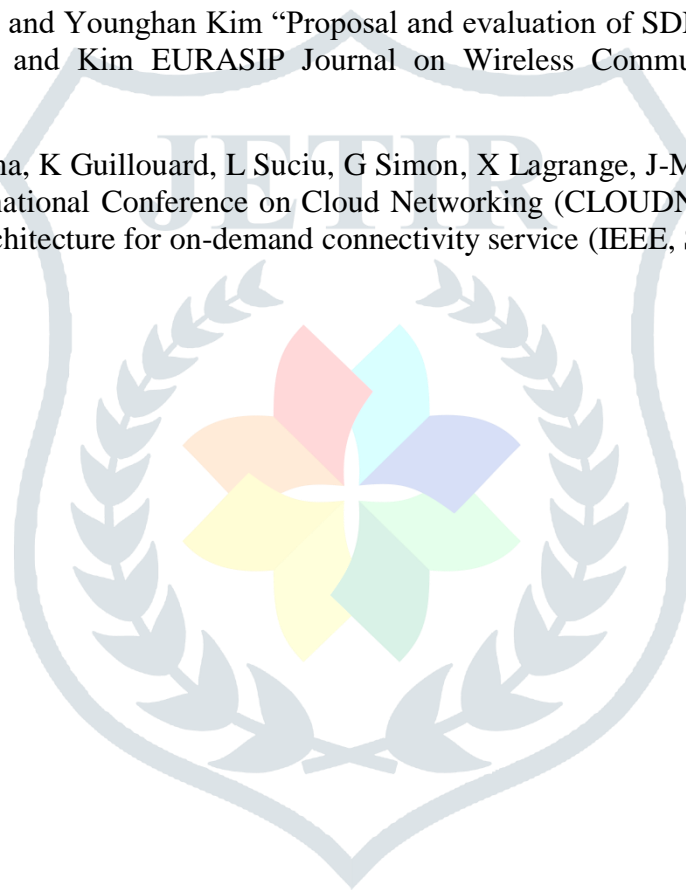 and Younghan Kim “Proposal and evaluation of SD
and Kim EURASIP Journal on Wireless Commu
JETIR
na, K Guillouard, L Suciu, G Simon, X Lagrange, J-M
national Conference on Cloud Networking (CLOUDN
chitecture for on-demand connectivity service (IEEE, S